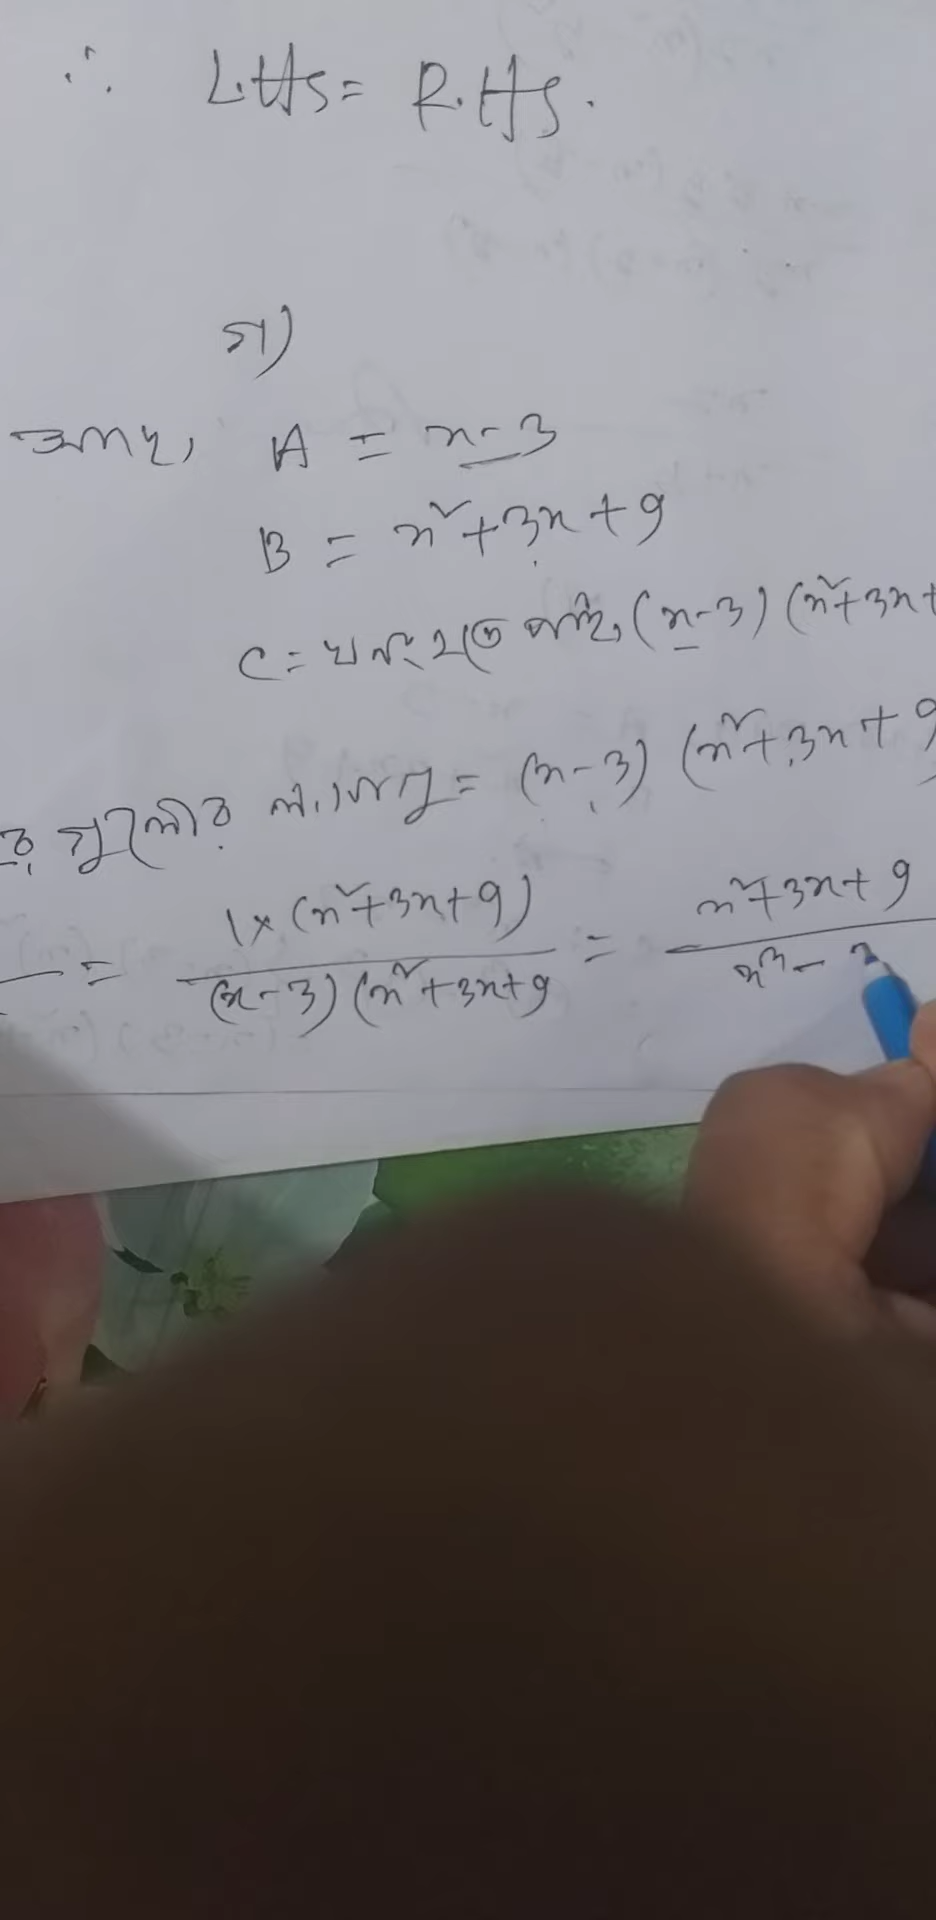 ∴ L.H.S = R.H.S.
গ)
A = x-3
B = x²+3x+9
C = খ নং হতে পাই, (x-3) (x²+3x+
র গুলোর ল.সা.গু = (x-3) (x²+3x+9
= 1×(x²+3x+9) / (x-3)(x²+3x+9 = x²+3x+9 / x³-